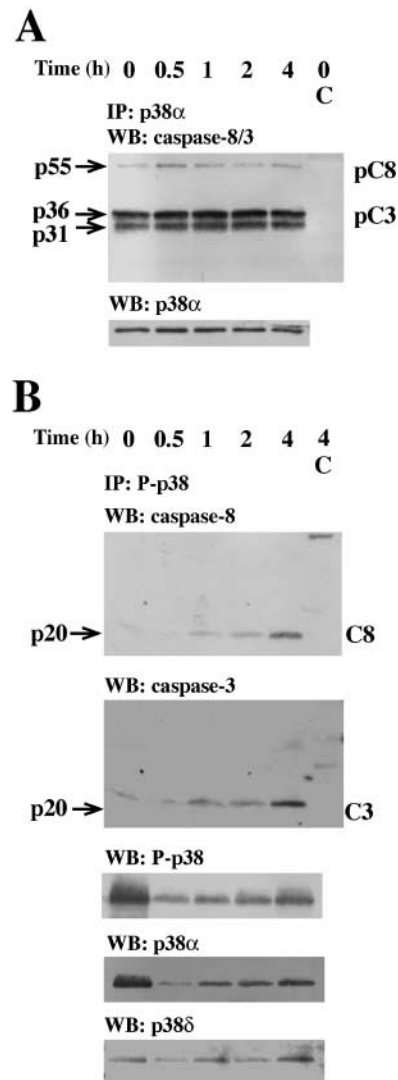 A
Time (h) 0 0.5 1 2 4 0
C
IP: p38α
WB: caspase-8/3
p55 pC8
p36 pC3
p31
WB: p38α
B
Time (h) 0 0.5 1 2 4 4
C
IP: P-p38
WB: caspase-8
p20 C8
WB: caspase-3
p20 C3
WB: P-p38
WB: p38α
WB: p38δ